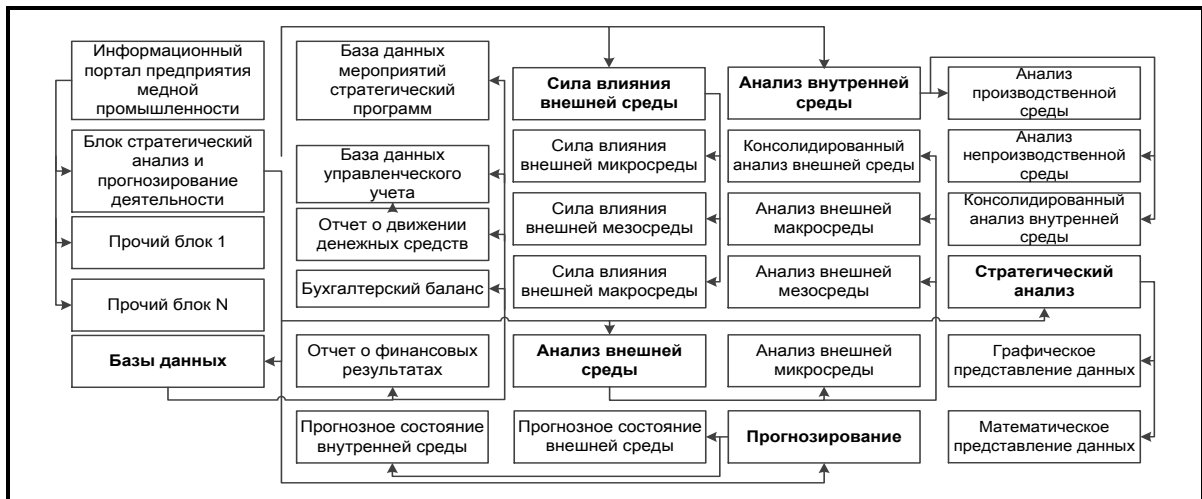 Информационный
портал предприятия
медной
промышленности
Блок стратегический
анализ и
прогнозирование
деятельности
Прочий блок 1
Прочий блок N
Базы данных
База данных
мероприятий
стратегический
программ
База данных
управленческого
учета
Отчет о движении
денежных средств
Бухгалтерский баланс
Отчет о финансовых
результатах
Прогнозное состояние
внутренней среды
Сила влияния
внешней среды
Сила влияния
внешней микросреды
Сила влияния
внешней мезосреды
Сила влияния
внешней макросреды
Анализ внешней
среды
Прогнозное состояние
внешней среды
Анализ внутренней
среды
Консолидированный
анализ внешней среды
Анализ внешней
макросреды
Анализ внешней
мезосреды
Анализ внешней
микросреды
Прогнозирование
Анализ
производственной
среды
Анализ
непроизводственной
среды
Консолидированный
анализ внутренней
среды
Стратегический
анализ
Графическое
представление данных
Математическое
представление данных